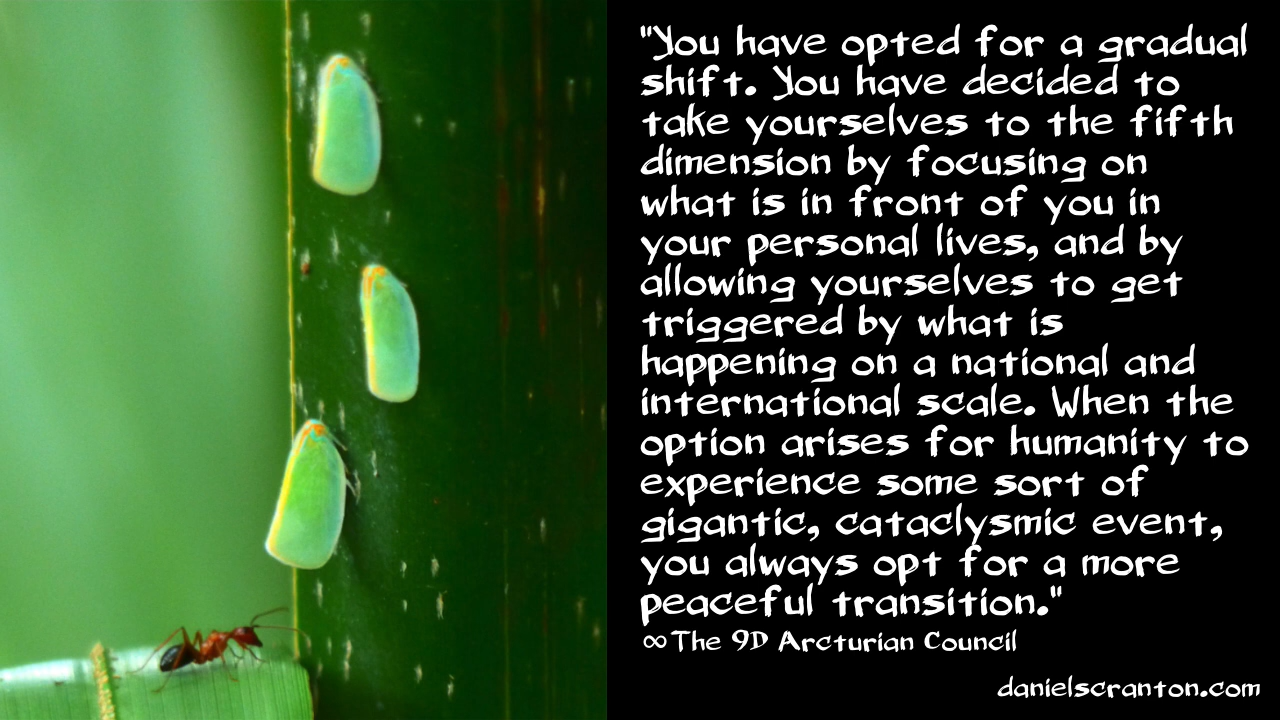 "You have opted for a gradual
shift. You have decided to
take yourselves to the fifth
dimension by focusing on
what is in front of you in
your personal lives, and by
allowing yourselves to get
triggered by what is
happening on a national and
international scale. When the
option arises for humanity to
experience some sort of
gigantic, cataclysmic event,
you always opt for a more
peaceful transition."
∞The 9D Arcturian Council
danielscranton.com